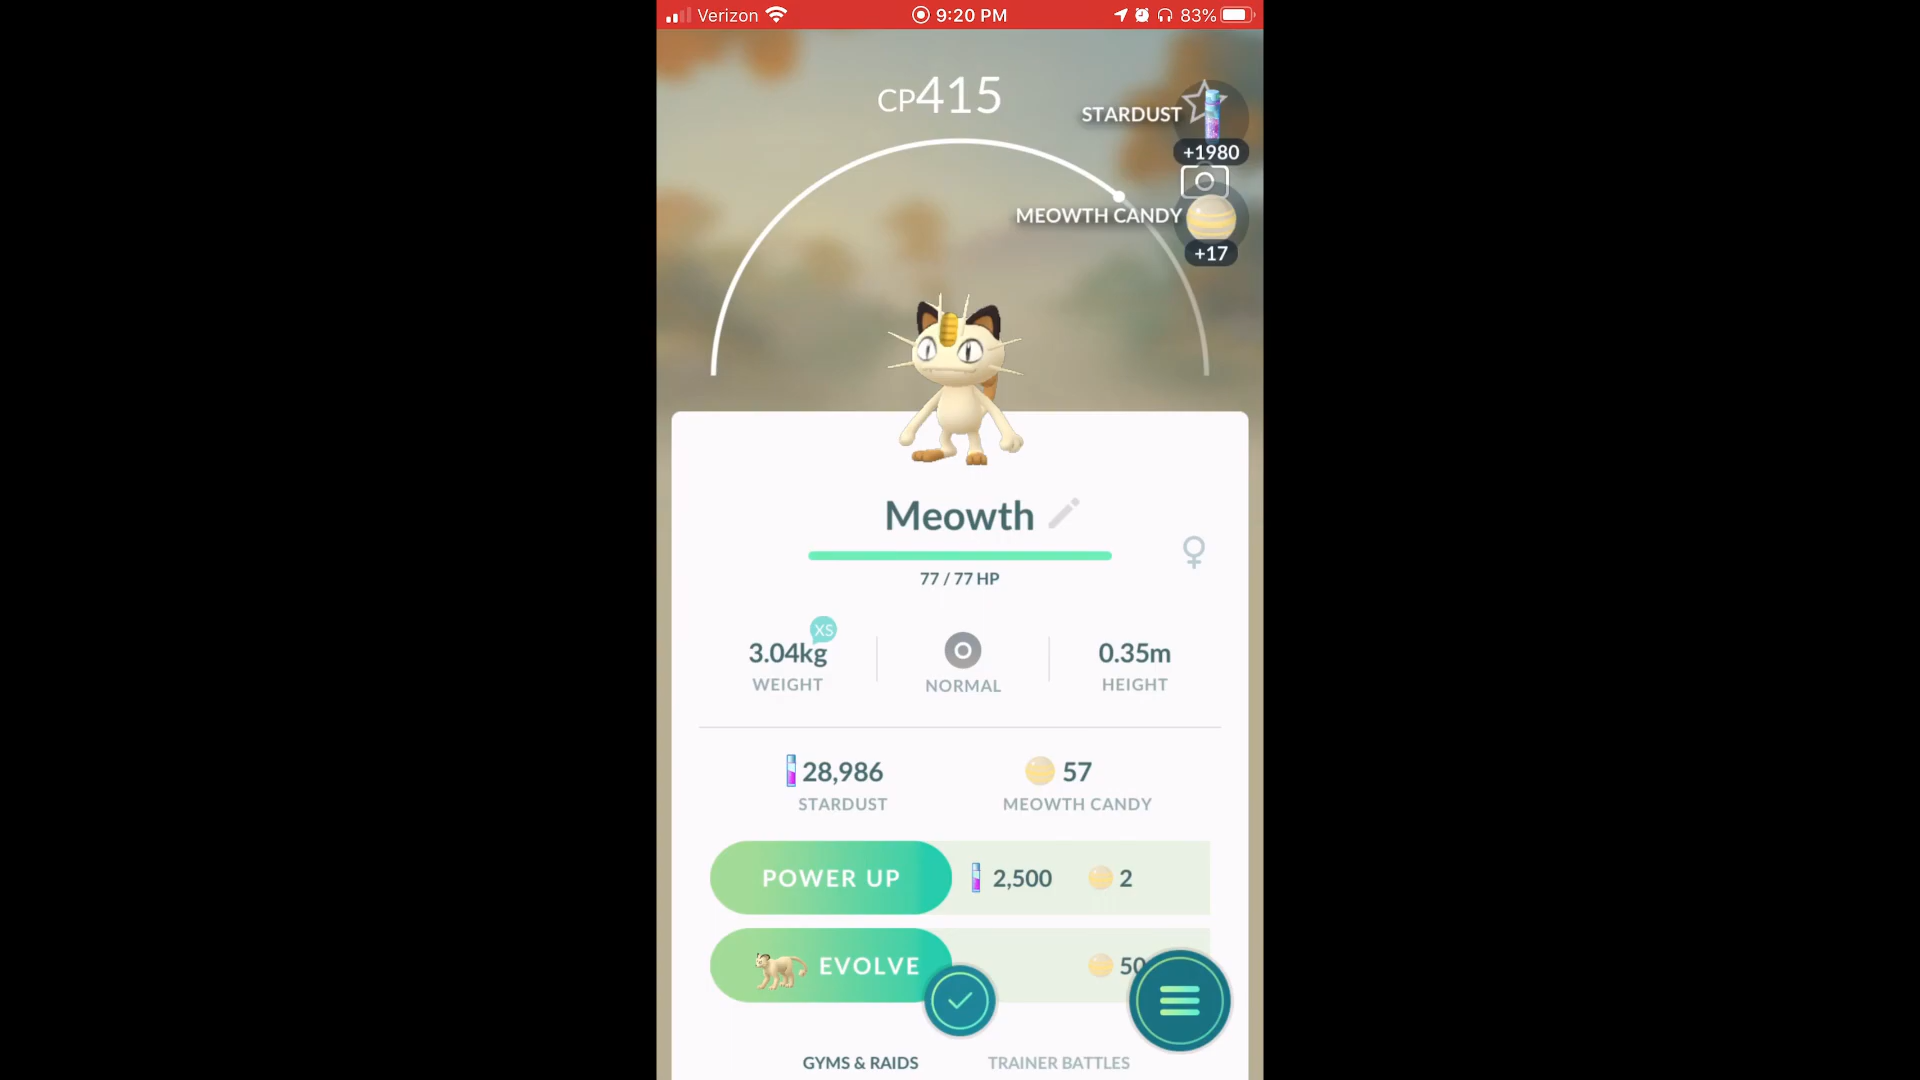 Verizon 9:20 PM 83%
CP415
STARDUST
+1980
MEOWTH CANDY
+17
Meowth
77 / 77 HP
XS
3.04kg
WEIGHT
NORMAL
0.35m
HEIGHT
28,986
STARDUST
57
MEOWTH CANDY
POWER UP 2,500 2
EVOLVE 50
GYMS & RAIDS TRAINER BATTLES